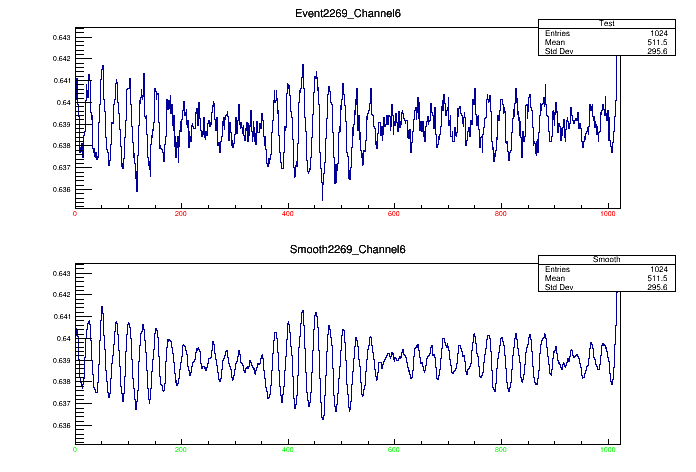 Event2269_Channel6
Test
Entries 1024
Mean 511.5
Std Dev 295.6
0.643
0.642
0.641
0.64
0.639
0.638
0.637
0.636
0 200 400 600 800 1000
Smooth2269_Channel6
Smooth
Entries 1024
Mean 511.5
Std Dev 295.6
0.643
0.642
0.641
0.64
0.639
0.638
0.637
0.636
0 200 400 600 800 1000